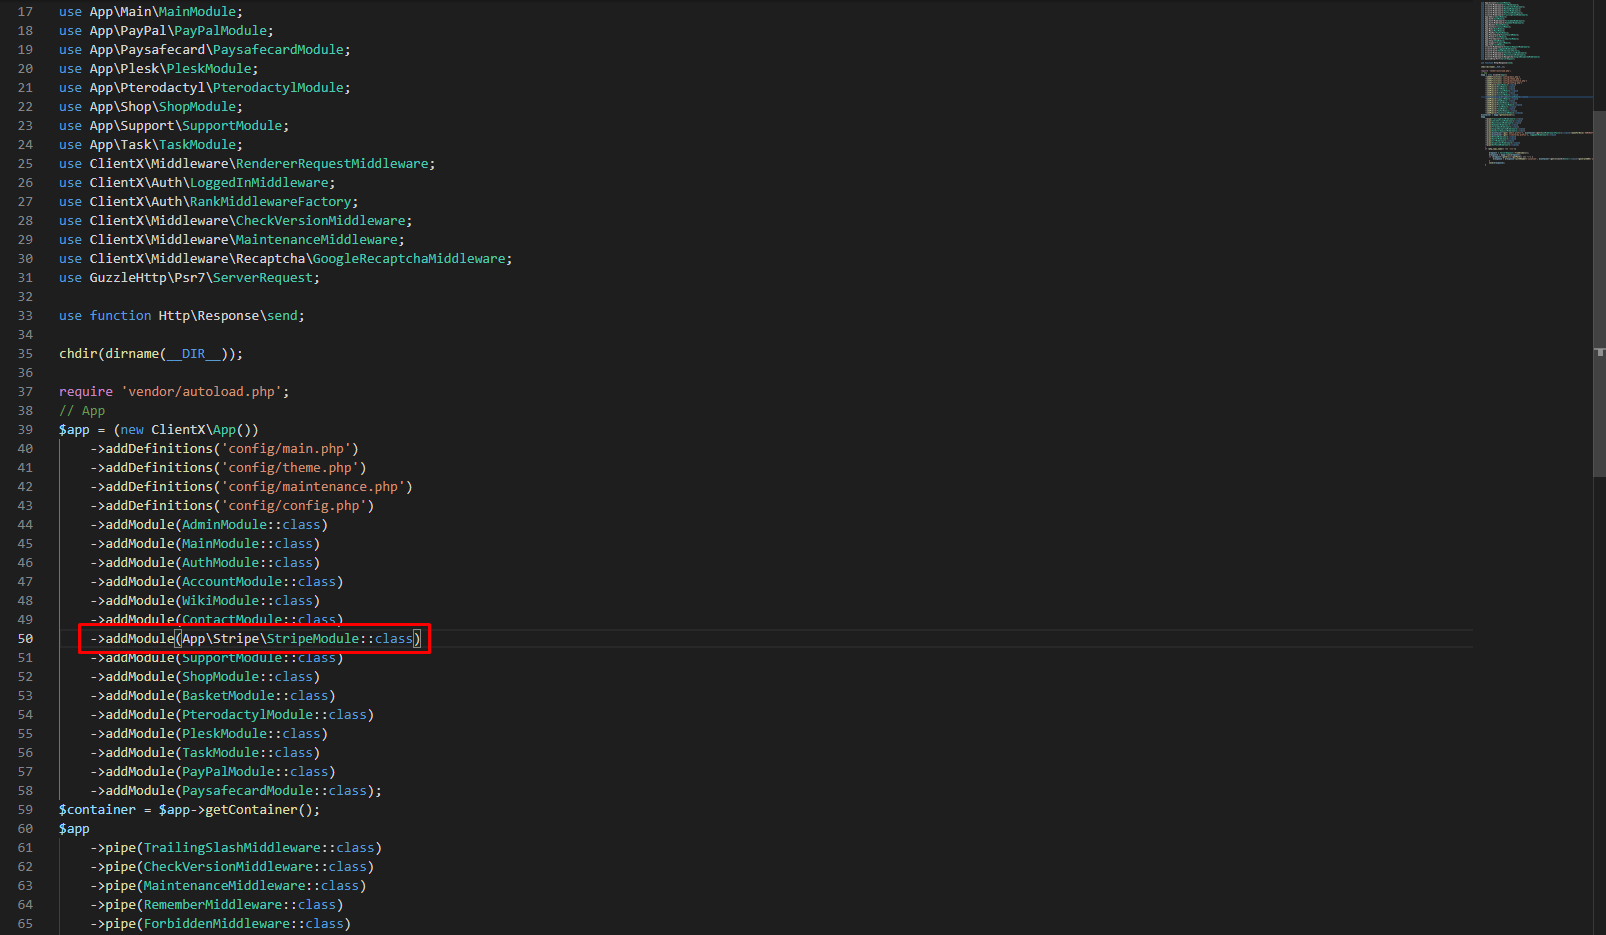 17 use App\Main\MainModule;
18 use App\PayPal\PayPalModule;
19 use App\Paysafecard\PaysafecardModule;
20 use App\Plesk\PleskModule;
21 use App\Pterodactyl\PterodactylModule;
22 use App\Shop\ShopModule;
23 use App\Support\SupportModule;
24 use App\Task\TaskModule;
25 use ClientX\Middleware\RendererRequestMiddleware;
26 use ClientX\Auth\LoggedInMiddleware;
27 use ClientX\Auth\RankMiddlewareFactory;
28 use ClientX\Middleware\CheckVersionMiddleware;
29 use ClientX\Middleware\MaintenanceMiddleware;
30 use ClientX\Middleware\Recaptcha\GoogleRecaptchaMiddleware;
31 use GuzzleHttp\Psr7\ServerRequest;
32
33 use function Http\Response\send;
34
35 chdir(dirname(__DIR__));
36
37 require 'vendor/autoload.php';
38 // App
39 $app = (new ClientX\App())
40 ->addDefinitions('config/main.php')
41 ->addDefinitions('config/theme.php')
42 ->addDefinitions('config/maintenance.php')
43 ->addDefinitions('config/config.php')
44 ->addModule(AdminModule::class)
45 ->addModule(MainModule::class)
46 ->addModule(AuthModule::class)
47 ->addModule(AccountModule::class)
48 ->addModule(WikiModule::class)
49 ->addModule(ContactModule::class)
50 ->addModule(App\Stripe\StripeModule::class)
51 ->addModule(SupportModule::class)
52 ->addModule(ShopModule::class)
53 ->addModule(BasketModule::class)
54 ->addModule(PterodactylModule::class)
55 ->addModule(PleskModule::class)
56 ->addModule(TaskModule::class)
57 ->addModule(PayPalModule::class)
58 ->addModule(PaysafecardModule::class);
59 $container = $app->getContainer();
60 $app
61 ->pipe(TrailingSlashMiddleware::class)
62 ->pipe(CheckVersionMiddleware::class)
63 ->pipe(MaintenanceMiddleware::class)
64 ->pipe(RememberMiddleware::class)
65 ->pipe(ForbiddenMiddleware::class)